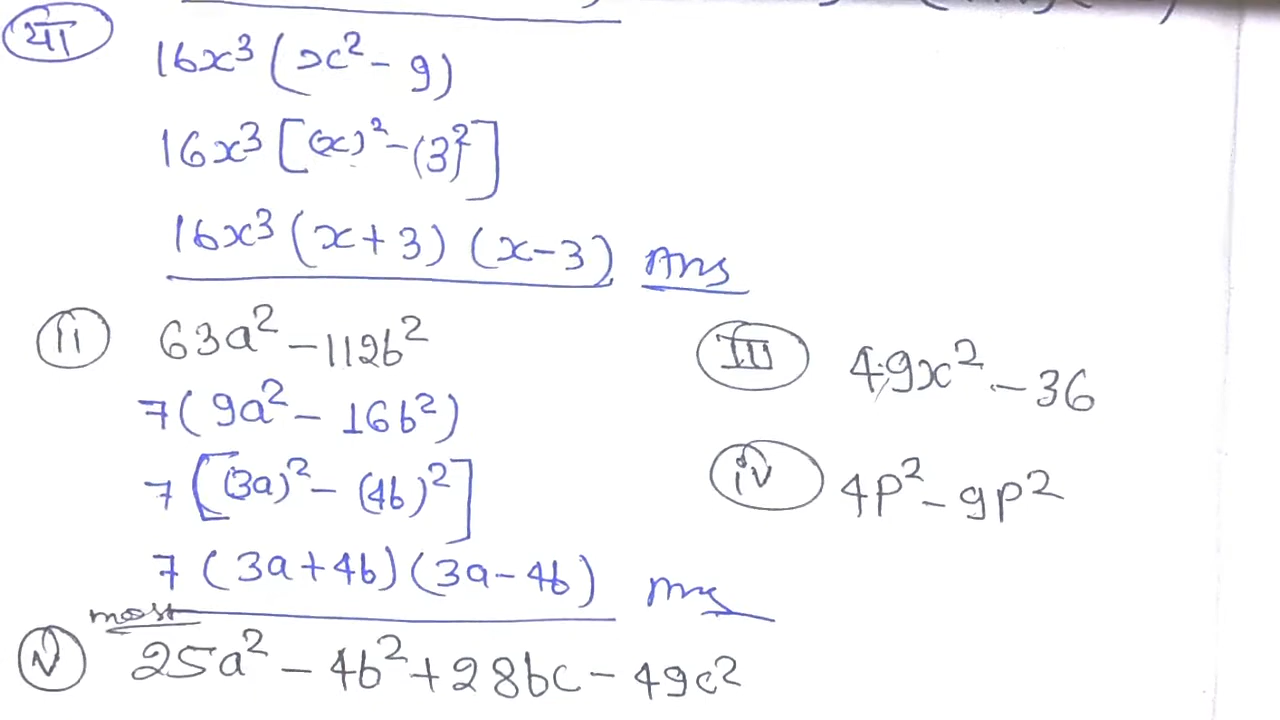 या
16x³ (x² - 9)
16x³ [(x)² - (3)²]
16x³ (x + 3) (x - 3) Ans
ii 63a² - 112b²
7 (9a² - 16b²)
7 [(3a)² - (4b)²]
7 (3a + 4b) (3a - 4b) Ans
III 49x² - 36
iv 4p² - 9p²
most
v 25a² - 4b² + 28bc - 49c²